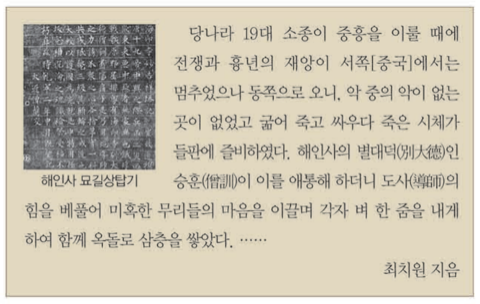 당나라 19대 소종이 중흥을 이룰 때에
전쟁과 흉년의 재앙이 서쪽[중국]에서는
멈추었으나 동쪽으로 오니, 악 중의 악이 없는
곳이 없었고 굶어 죽고 싸우다 죽은 시체가
들판에 즐비하였다. 해인사의 별대덕(別大德)인
승훈(僧訓)이 이를 애통해 하더니 도사(導師)의
해인사 묘길상탑기
힘을 베풀어 미혹한 무리들의 마음을 이끌며 각자 벼 한 줌을 내게
하여 함께 옥돌로 삼층을 쌓았다. ……
최치원 지음